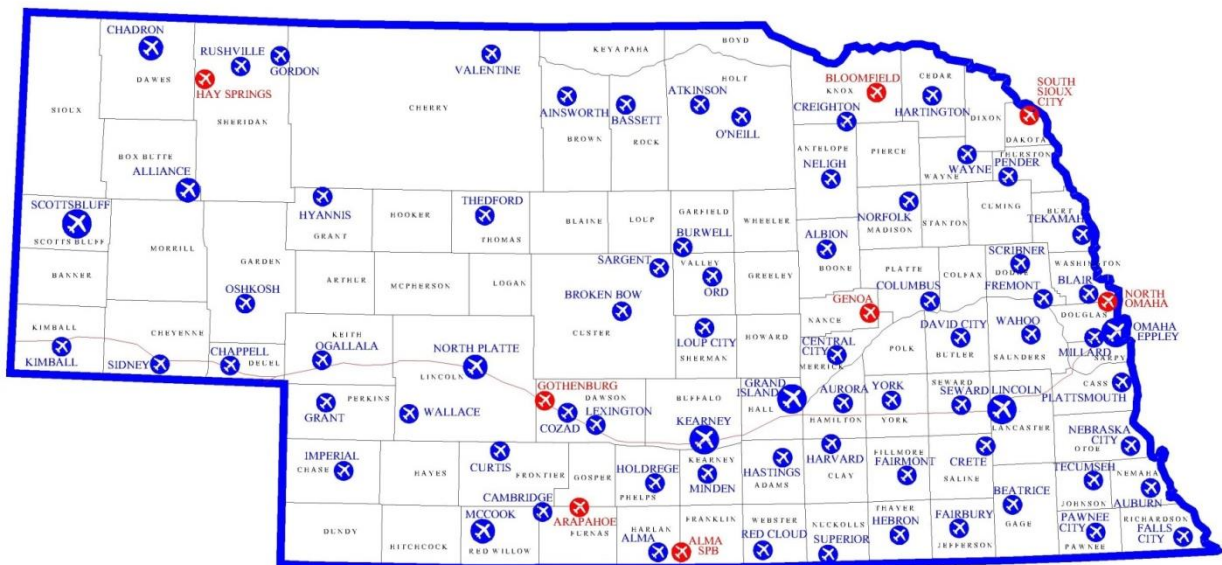 CHADRON
RUSHVILLE
GORDON
VALENTINE
KEYA PAHA
BOYD
DAWES
HAY SPRINGS
SHERIDAN
CHERRY
SIOUX
AINSWORTH
BASSETT
BROWN
ROCK
ATKINSON
HOLT
O'NEILL
BLOOMFIELD
KNOX
CREIGHTON
CEDAR
HARTINGTON
DIXON
SOUTH
SIOUX
CITY
DAKOTA
THURSTON
ANTELOPE
PIERCE
WAYNE
WAYNE
PENDER
BOX BUTTE
ALLIANCE
NELIGH
SCOTTSBLUFF
SCOTTS BLUFF
HYANNIS
GRANT
HOOKER
THEDFORD
THOMAS
BLAINE
LOUP
GARFIELD
WHEELER
NORFOLK
MADISON
STANTON
CUMING
BURT
TEKAMAH
MORRILL
BANNER
GARDEN
ARTHUR
MCPHERSON
LOGAN
BURWELL
SARGENT
VALLEY
ORD
GREELEY
ALBION
BOONE
PLATTE
COLUMBUS
COLFAX
SCRIBNER
DODGE
FREMONT
WASHINGTON
BLAIR
NORTH
OMAHA
DOUGLAS
OSHKOSH
BROKEN BOW
CUSTER
GENOA
NANCE
KIMBALL
KIMBALL
CHEYENNE
SIDNEY
CHAPPELL
DEUEL
KEITH
OGALLALA
NORTH PLATTE
LINCOLN
LOUP CITY
SHERMAN
HOWARD
CENTRAL
CITY
MERRICK
POLK
DAVID CITY
BUTLER
WAHOO
SAUNDERS
MILLARD
OMAHA
EPPLEY
SARPY
CASS
PLATTSMOUTH
PERKINS
GRANT
WALLACE
GOTHENBURG
DAWSON
COZAD
LEXINGTON
BUFFALO
KEARNEY
GRAND
ISLAND
HALL
AURORA
HAMILTON
YORK
YORK
SEWARD
SEWARD
LINCOLN
LANCASTER
NEBRASKA
CITY
OTOE
IMPERIAL
CHASE
HAYES
CURTIS
FRONTIER
GOSPER
HOLDREGE
PHELPS
KEARNEY
MINDEN
HASTINGS
ADAMS
HARVARD
CLAY
FILLMORE
FAIRMONT
CRETE
SALINE
BEATRICE
GAGE
TECUMSEH
JOHNSON
NEMAHA
AUBURN
DUNDY
HITCHCOCK
MCCOOK
RED WILLOW
CAMBRIDGE
ARAPAHOE
FURNAS
HARLAN
ALMA
ALMA
SPB
FRANKLIN
WEBSTER
RED CLOUD
NUCKOLLS
SUPERIOR
THAYER
HEBRON
FAIRBURY
JEFFERSON
PAWNEE
CITY
PAWNEE
RICHARDSON
FALLS
CITY